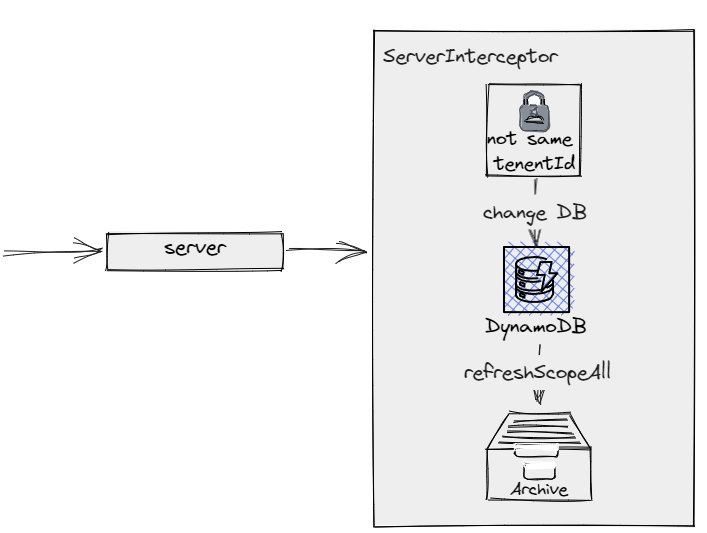 ServerInterceptor
not same
tenentId
change DB
server
DynamoDB
refreshScopeAll
Archive